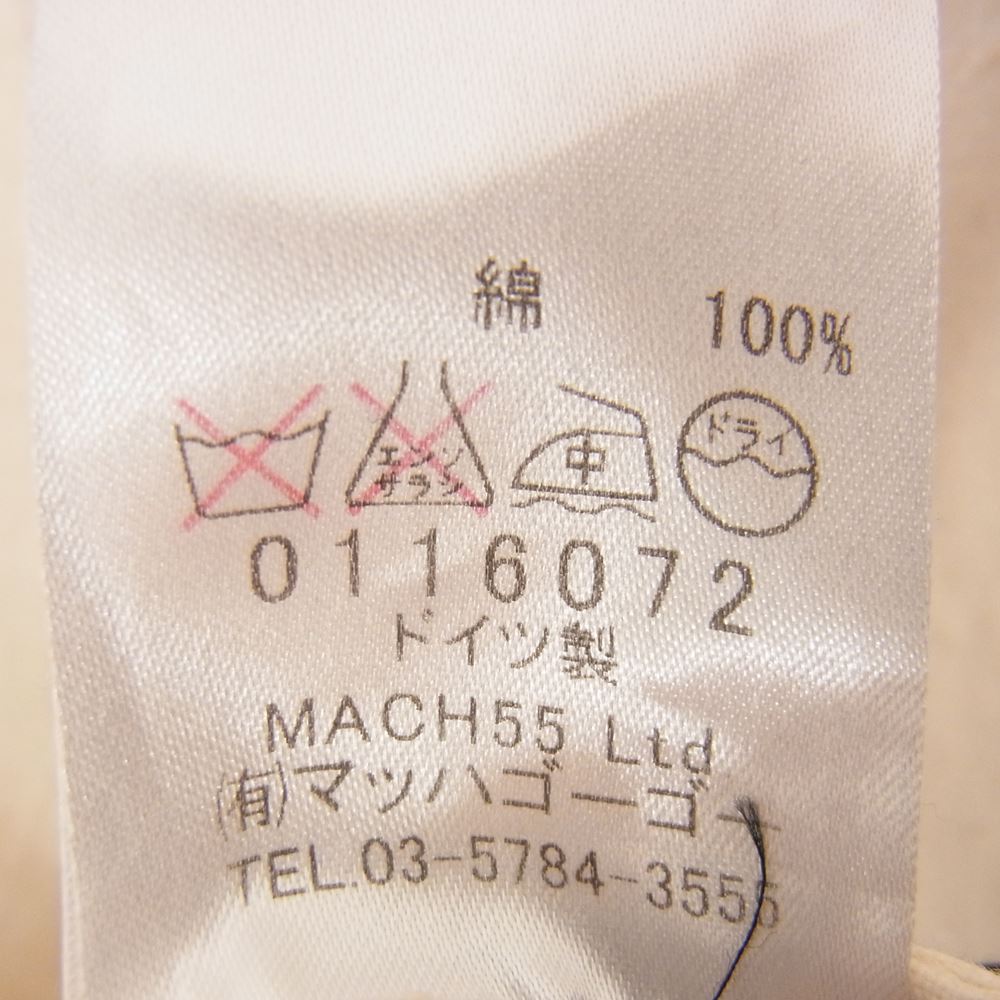 綿 100%
エンソ サラシ 中 ドライ
0116072
ドイツ製
MACH55 Ltd
(有)マッハゴーゴー
TEL.03-5784-3555